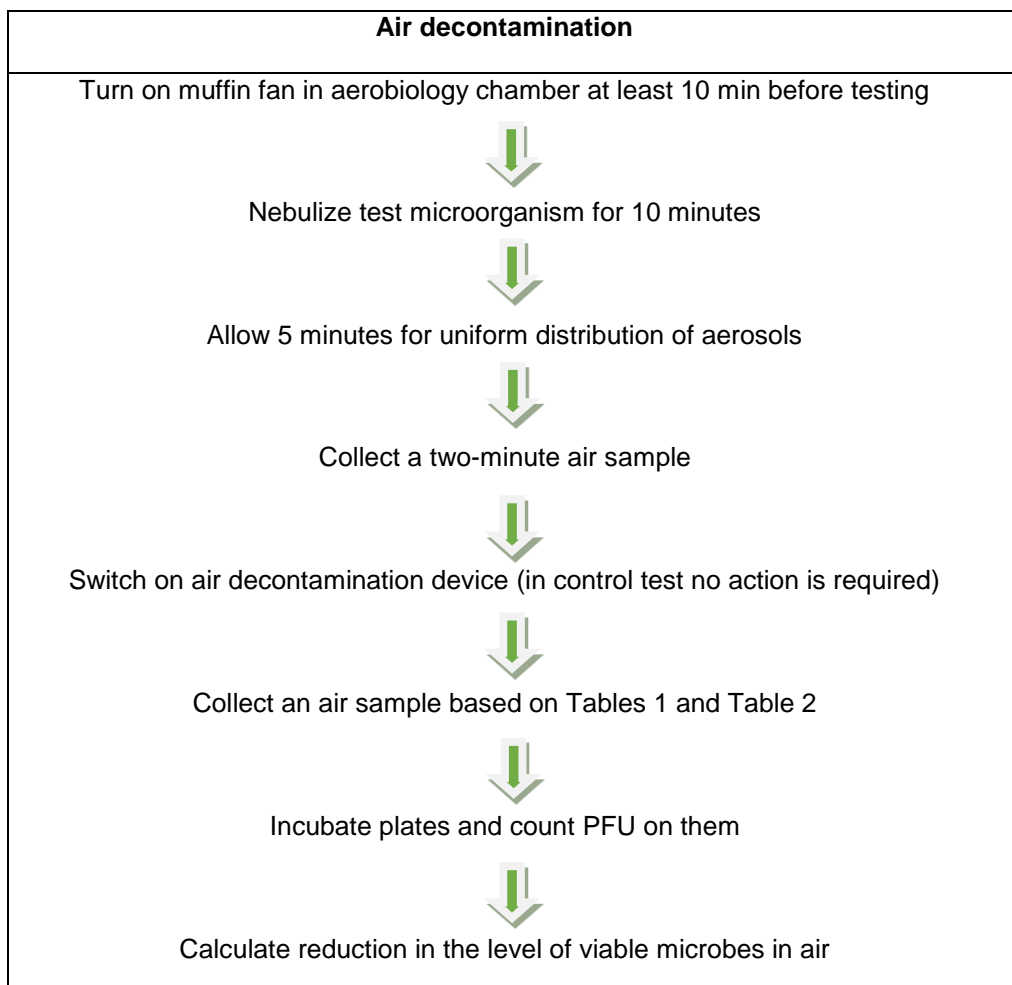 Air decontamination
Turn on muffin fan in aerobiology chamber at least 10 min before testing
Nebulize test microorganism for 10 minutes
Allow 5 minutes for uniform distribution of aerosols
Collect a two-minute air sample
Switch on air decontamination device (in control test no action is required)
Collect an air sample based on Tables 1 and Table 2
Incubate plates and count PFU on them
Calculate reduction in the level of viable microbes in air